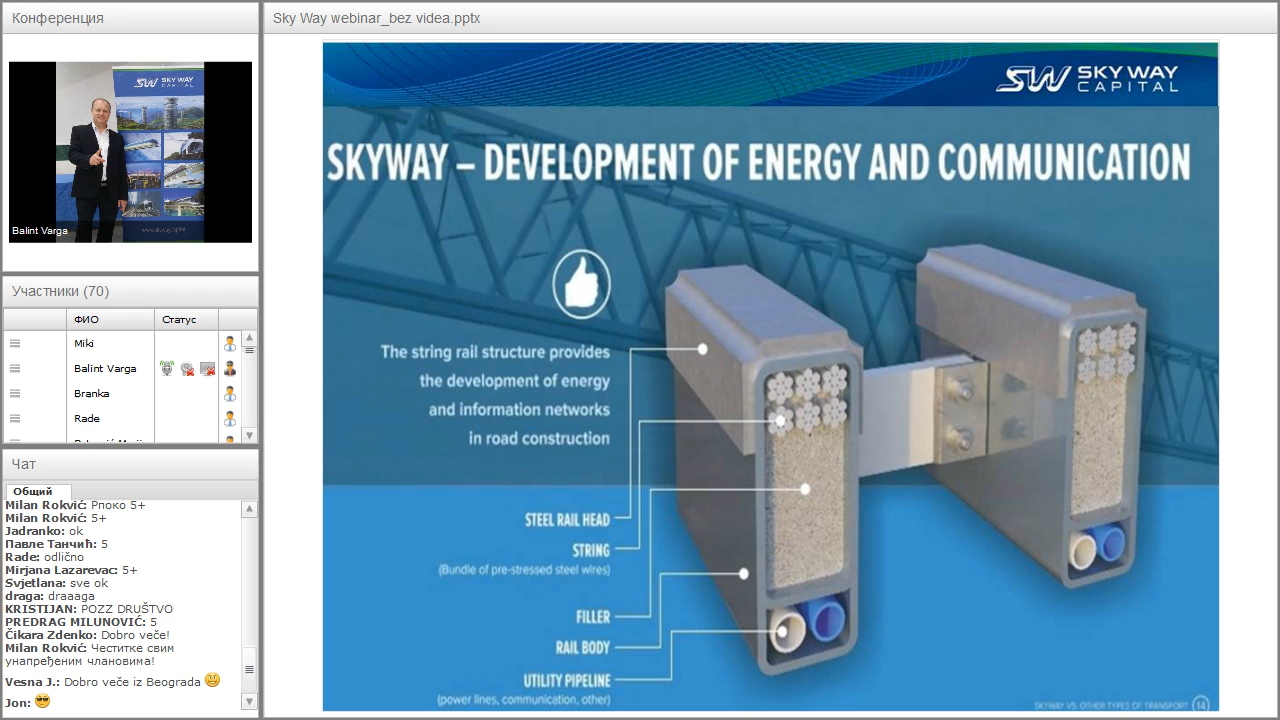 Конференция
Balint Varga
www.skyway.capital
Участники (70)
ФИО
Статус
Miki
Balint Varga
Branka
Rade
Чат
Общий
Milan Rokvić: Рпоко 5+
Milan Rokvić: 5+
Jadranko: ok
Павле Танчић: 5
Rade: odlično
Mirjana Lazarevac: 5+
Svjetlana: sve ok
draga: draaaga
KRISTIJAN: POZZ DRUŠTVO
PREDRAG MILUNOVIĆ: 5
Čikara Zdenko: Dobro veče!
Milan Rokvić: Честитке свим
унапређеним члановима!
Vesna J.: Dobro veče iz Beograda
Jon:
Sky Way webinar_bez videa.pptx
SW SKY WAY
CAPITAL
SKYWAY – DEVELOPMENT OF ENERGY AND COMMUNICATION
The string rail structure provides
the development of energy
and information networks
in road construction
STEEL RAIL HEAD
STRING
(Bundle of pre-stressed steel wires)
FILLER
RAIL BODY
UTILITY PIPELINE
(power lines, communication, other)
SKYWAY VS. OTHER TYPES OF TRANSPORT 14